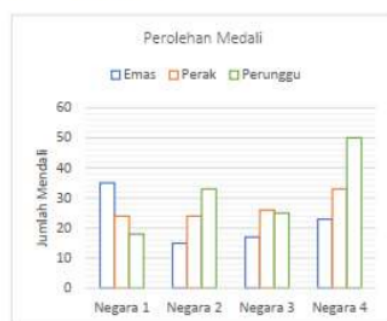 Perolehan Medali
Emas Perak Perunggu
Jumlah Mendali
60
50
40
30
20
10
0
Negara 1 Negara 2 Negara 3 Negara 4